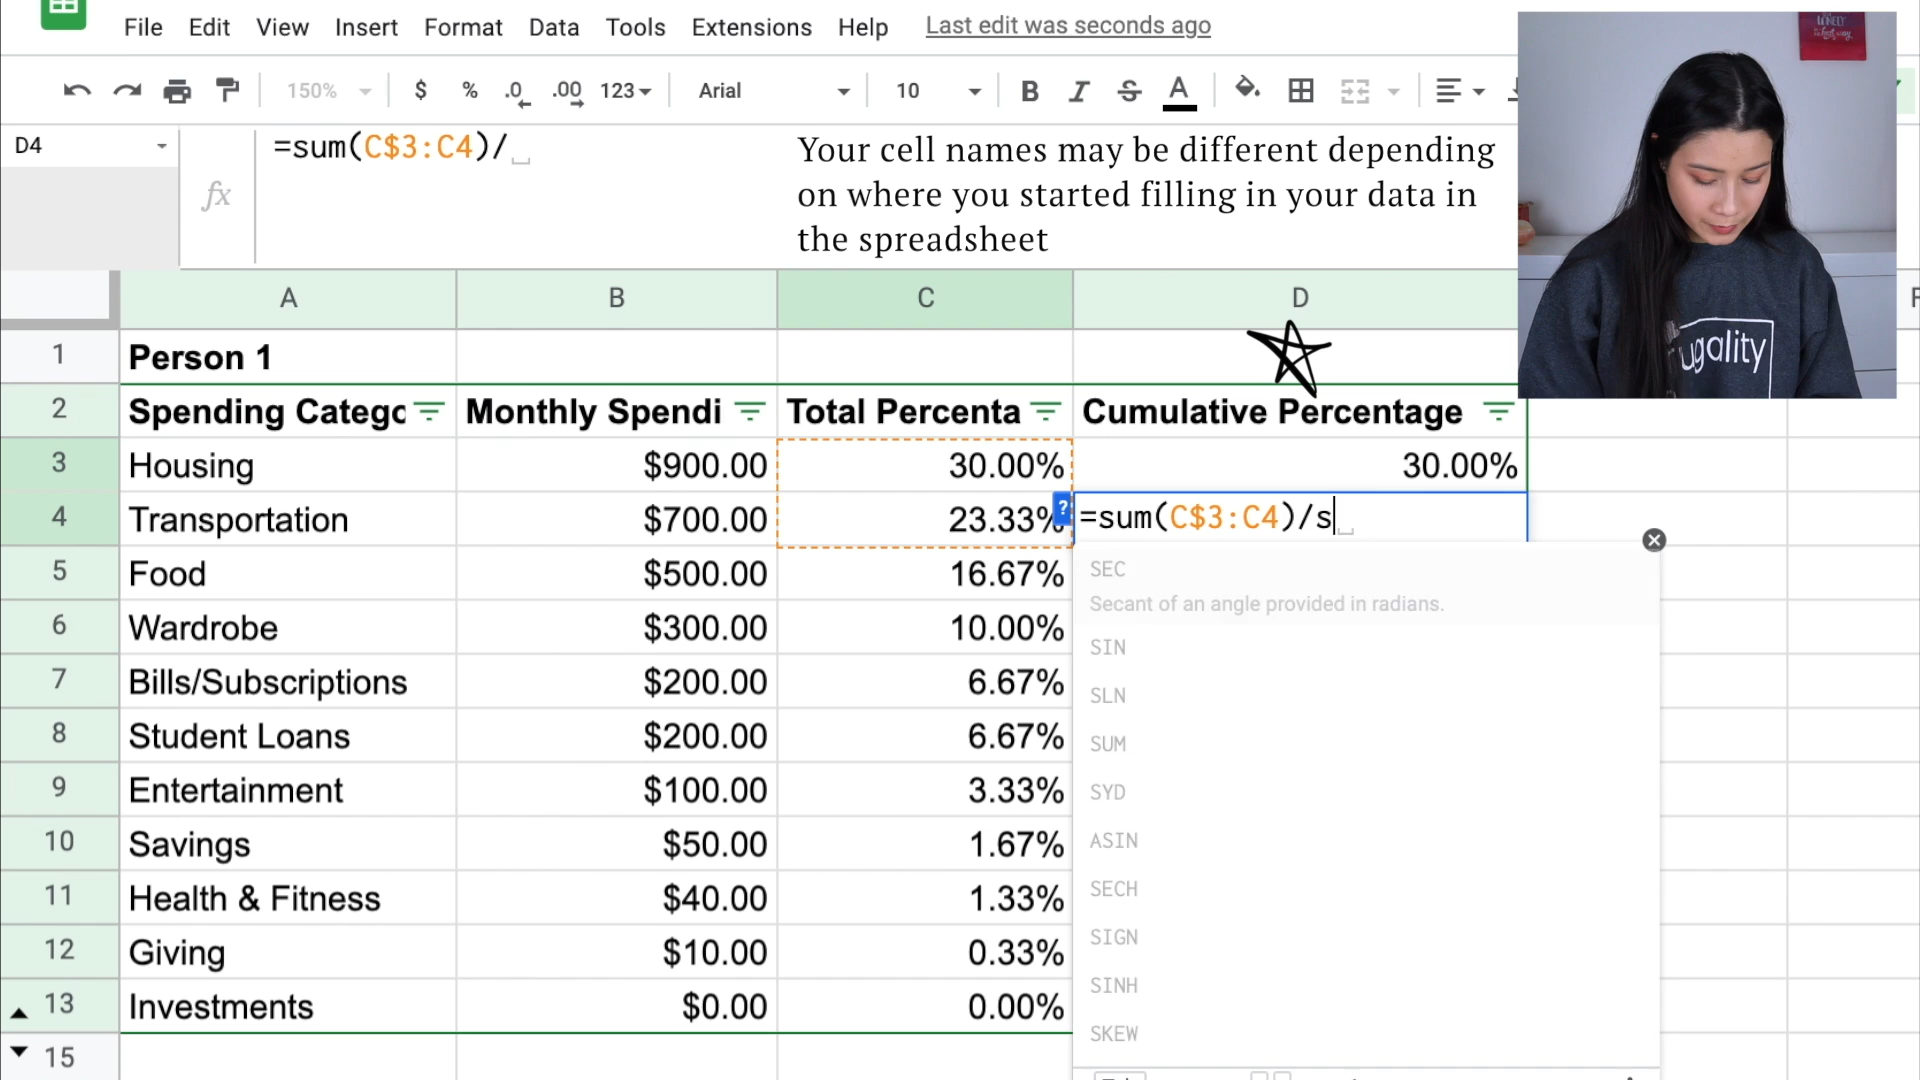 File Edit View Insert Format Data Tools Extensions Help Last edit was seconds ago
150% $ % .0 .00 123 Arial 10 B I S A
D4
fx
=sum(C$3:C4)/
Your cell names may be different depending
on where you started filling in your data in
the spreadsheet
LONELY
ugality
A B C D F
1 Person 1
2 Spending Catego Monthly Spendi Total Percenta Cumulative Percentage
3 Housing $900.00 30.00% 30.00%
4 Transportation $700.00 23.33% ? =sum(C$3:C4)/s
5 Food $500.00 16.67%
6 Wardrobe $300.00 10.00%
7 Bills/Subscriptions $200.00 6.67%
8 Student Loans $200.00 6.67%
9 Entertainment $100.00 3.33%
10 Savings $50.00 1.67%
11 Health & Fitness $40.00 1.33%
12 Giving $10.00 0.33%
13 Investments $0.00 0.00%
15
SEC
Secant of an angle provided in radians.
SIN
SLN
SUM
SYD
ASIN
SECH
SIGN
SINH
SKEW